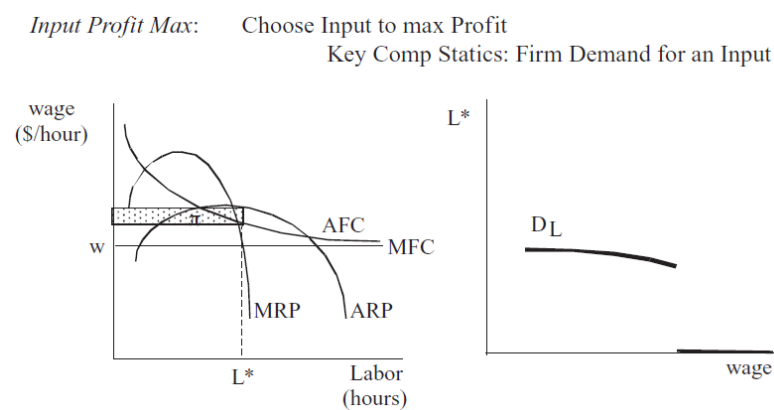 Input Profit Max: Choose Input to max Profit
Key Comp Statics: Firm Demand for an Input
wage
($/hour)
L*
π
AFC
DL
w
MFC
MRP
ARP
L*
Labor
(hours)
wage